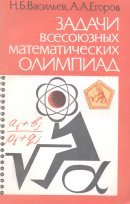 Н.Б.Васильев, А.А.Егоров
ЗАДАЧИ
ВСЕСОЮЗНЫХ
МАТЕМАТИЧЕСКИХ
ОЛИМПИАД